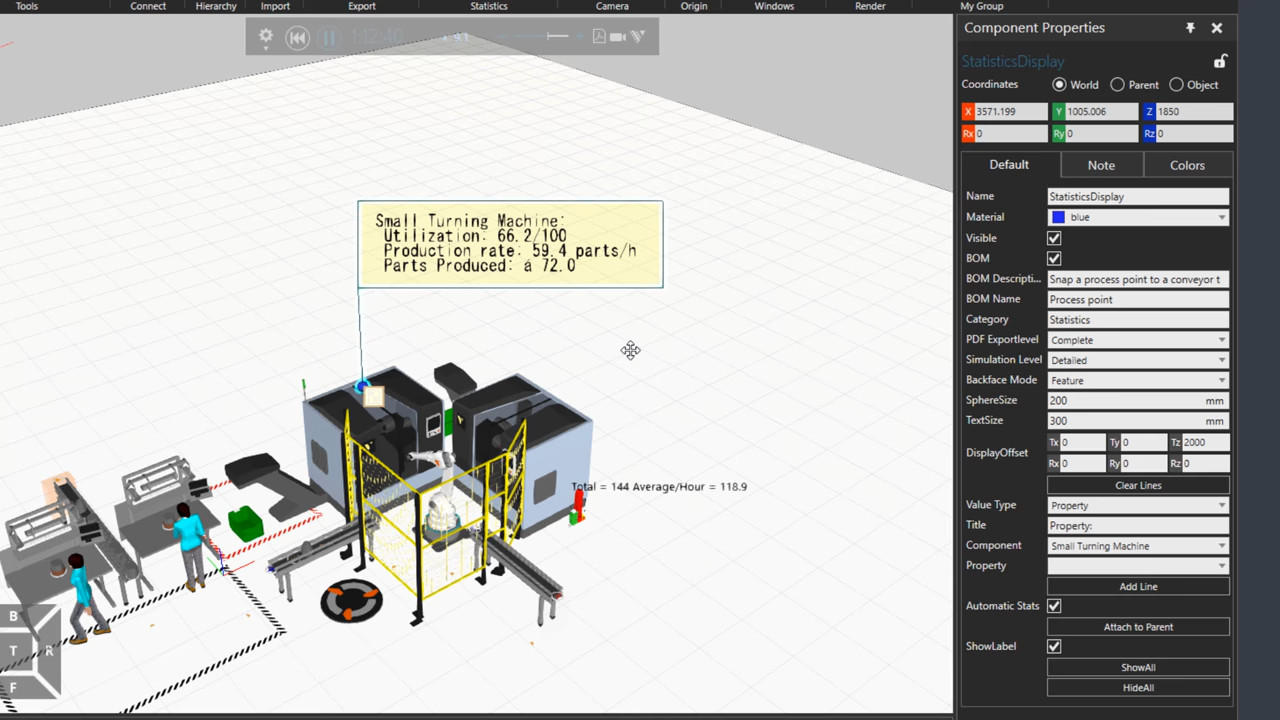 Tools Connect Hierarchy Import Export Statistics Camera Origin Windows Render My Group
1:12:40
Component Properties
StatisticsDisplay
Coordinates World Parent Object
X 3571.199 Y 1005.006 Z 1850
Rx 0 Ry 0 Rz 0
Default Note Colors
Name StatisticsDisplay
Material blue
Visible
BOM
BOM Descripti... Snap a process point to a conveyor t
BOM Name Process point
Category Statistics
PDF Exportlevel Complete
Simulation Level Detailed
Backface Mode Feature
SphereSize 200 mm
TextSize 300 mm
DisplayOffset Tx 0 Ty 0 Tz 2000
Rx 0 Ry 0 Rz 0
Clear Lines
Value Type Property
Title Property:
Component Small Turning Machine
Property
Add Line
Automatic Stats
Attach to Parent
ShowLabel
ShowAll
HideAll
Small Turning Machine:
Utilization: 66.2/100
Production rate: 59.4 parts/h
Parts Produced: á 72.0
Total = 144 Average/Hour = 118.9
B
T R
F